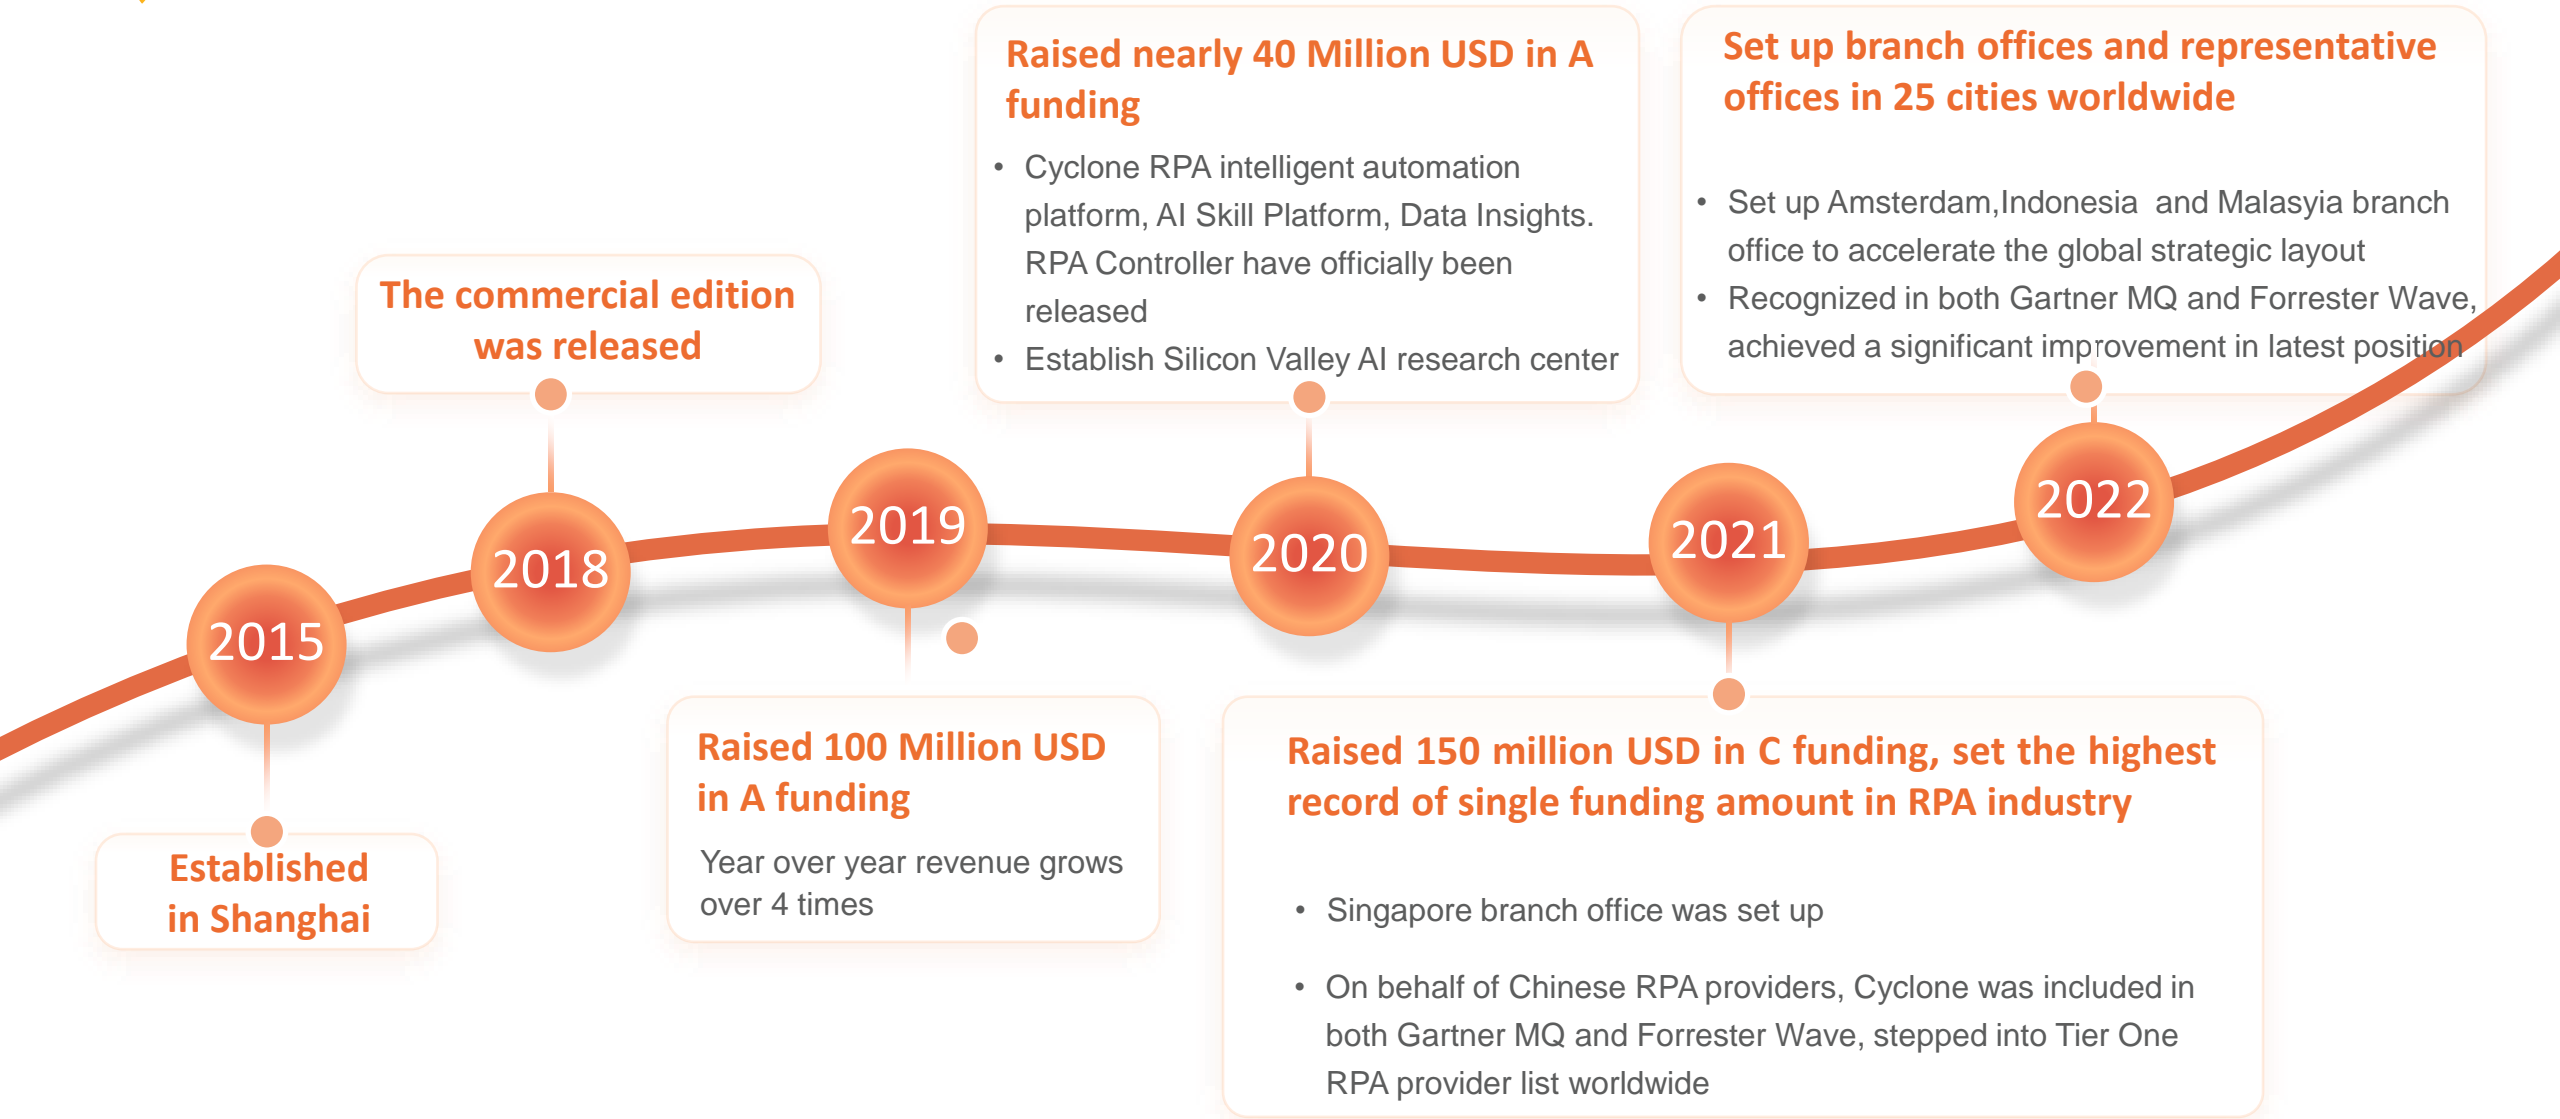 2015
Established
in Shanghai
2018
The commercial edition
was released
2019
Raised 100 Million USD
in A funding
Year over year revenue grows
over 4 times
2020
Raised nearly 40 Million USD in A
funding
• Cyclone RPA intelligent automation
platform, AI Skill Platform, Data Insights.
RPA Controller have officially been
released
• Establish Silicon Valley AI research center
2021
Raised 150 million USD in C funding, set the highest
record of single funding amount in RPA industry
• Singapore branch office was set up
• On behalf of Chinese RPA providers, Cyclone was included in
both Gartner MQ and Forrester Wave, stepped into Tier One
RPA provider list worldwide
2022
Set up branch offices and representative
offices in 25 cities worldwide
• Set up Amsterdam,Indonesia and Malasyia branch
office to accelerate the global strategic layout
• Recognized in both Gartner MQ and Forrester Wave,
achieved a significant improvement in latest position